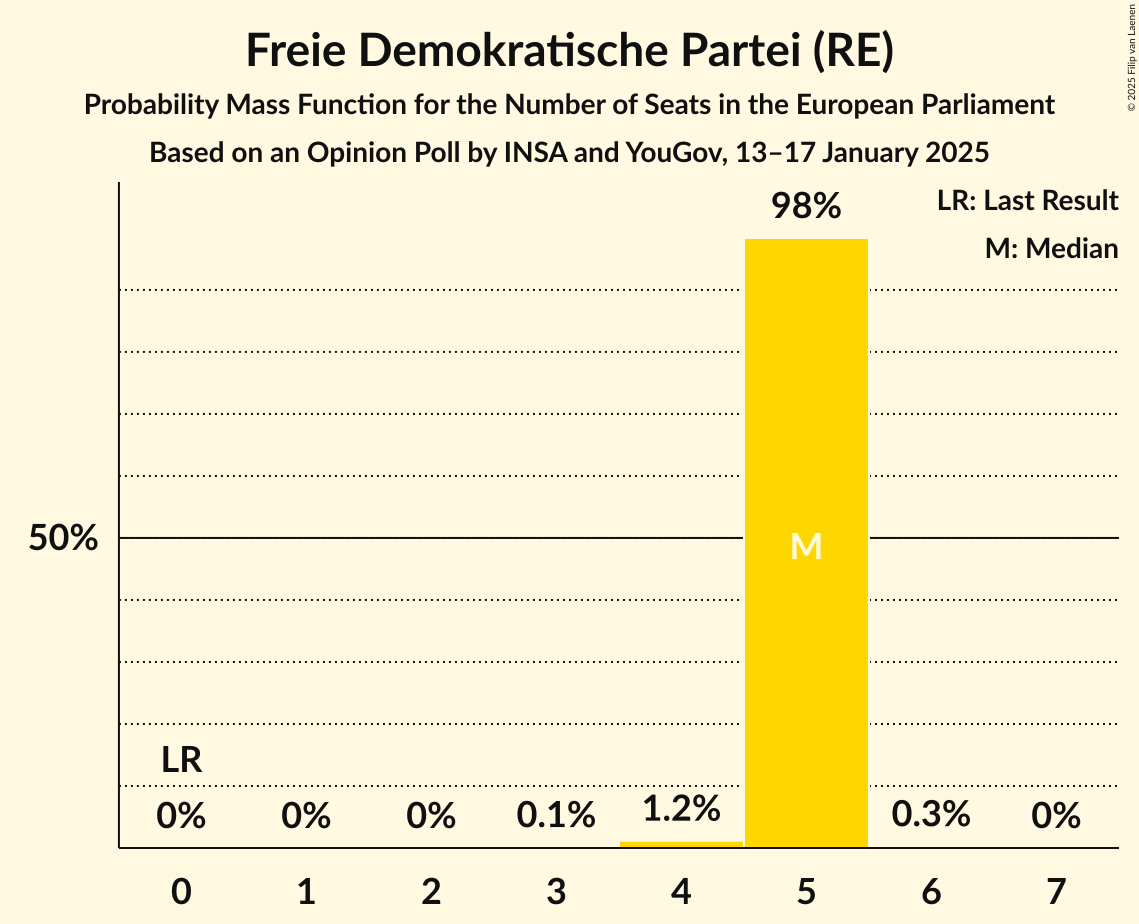 Freie Demokratische Partei (RE)
Probability Mass Function for the Number of Seats in the European Parliament
Based on an Opinion Poll by INSA and YouGov, 13–17 January 2025
© 2025 Filip van Laenen
LR: Last Result
M: Median
98%
50%
M
LR
0% 0% 0% 0.1% 1.2% 0.3% 0%
0 1 2 3 4 5 6 7